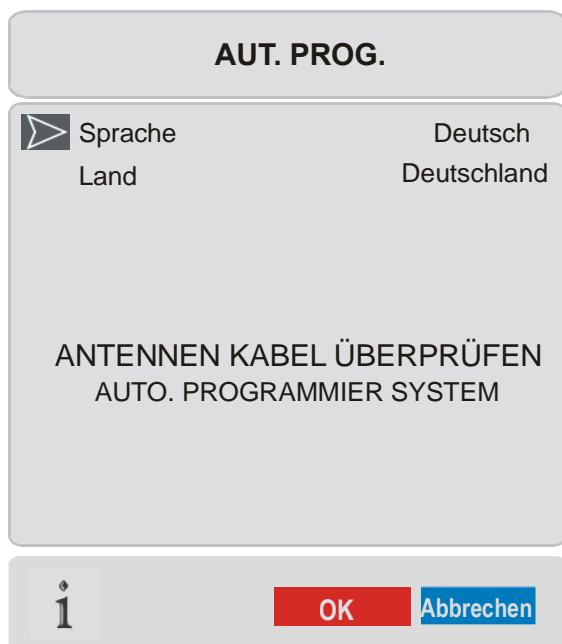 AUT. PROG.
Sprache Deutsch
Land Deutschland
ANTENNEN KABEL ÜBERPRÜFEN
AUTO. PROGRAMMIER SYSTEM
i OK Abbrechen